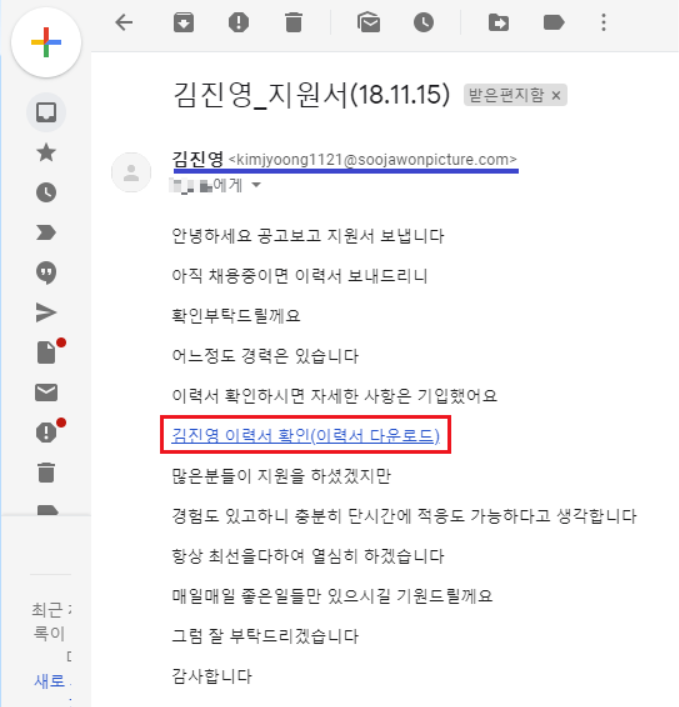 김진영_지원서(18.11.15) 받은편지함 ×
김진영 <kimjyoong1121@soojawonpicture.com>
에게
안녕하세요 공고보고 지원서 보냅니다
아직 채용중이면 이력서 보내드리니
확인부탁드릴께요
어느정도 경력은 있습니다
이력서 확인하시면 자세한 사항은 기입했어요
김진영 이력서 확인(이력서 다운로드)
많은분들이 지원을 하셨겠지만
경험도 있고하니 충분히 단시간에 적응도 가능하다고 생각합니다
항상 최선을다하여 열심히 하겠습니다
매일매일 좋은일들만 있으시길 기원드릴께요
그럼 잘 부탁드리겠습니다
감사합니다
최근
록이
새로